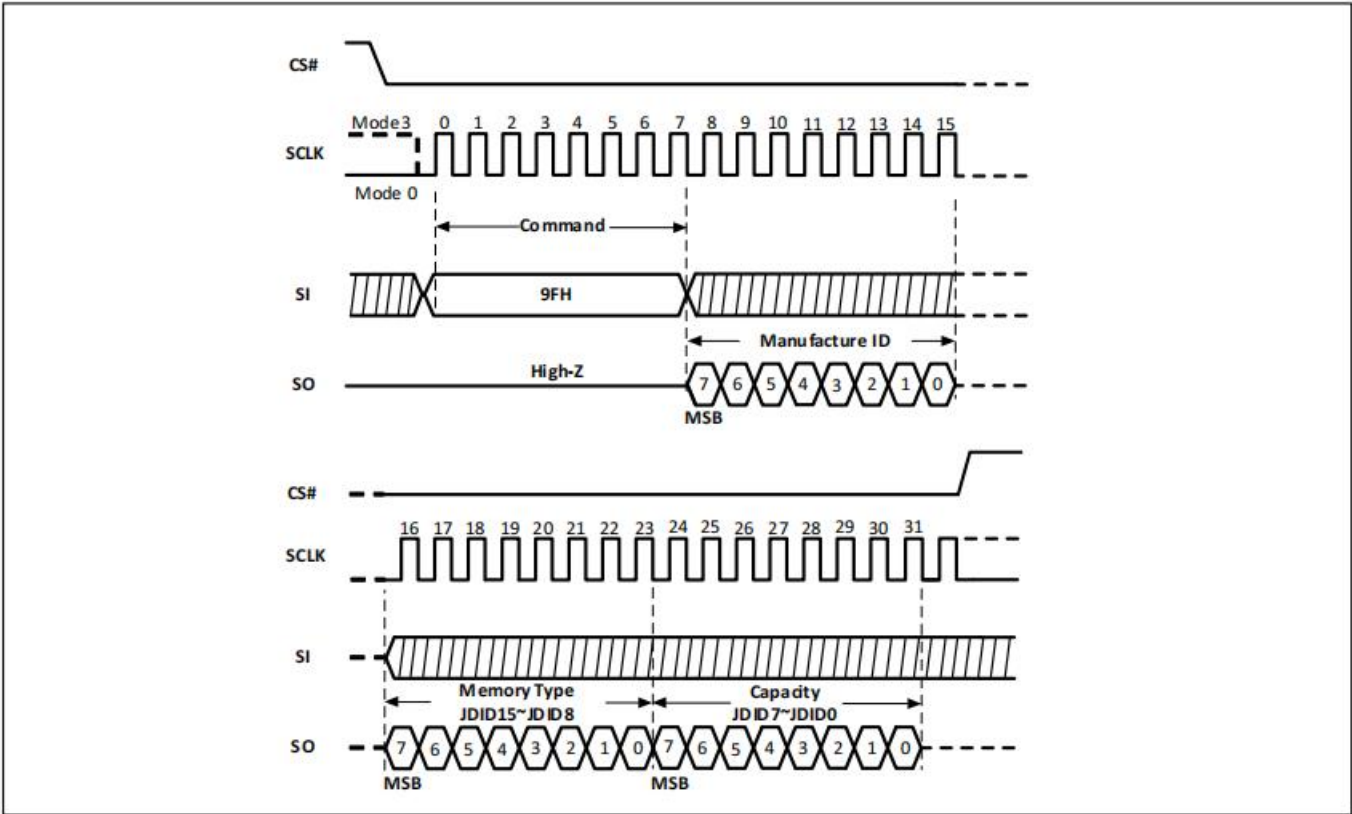 CS#
Mode3 0 1 2 3 4 5 6 7 8 9 10 11 12 13 14 15
SCLK
Mode 0
Command
SI 9FH
Manufacture ID
SO High-Z 7 6 5 4 3 2 1 0
MSB
CS#
16 17 18 19 20 21 22 23 24 25 26 27 28 29 30 31
SCLK
SI
Memory Type Capacity
JDID15~JDID8 JDID7~JDID0
SO 7 6 5 4 3 2 1 0 7 6 5 4 3 2 1 0
MSB MSB